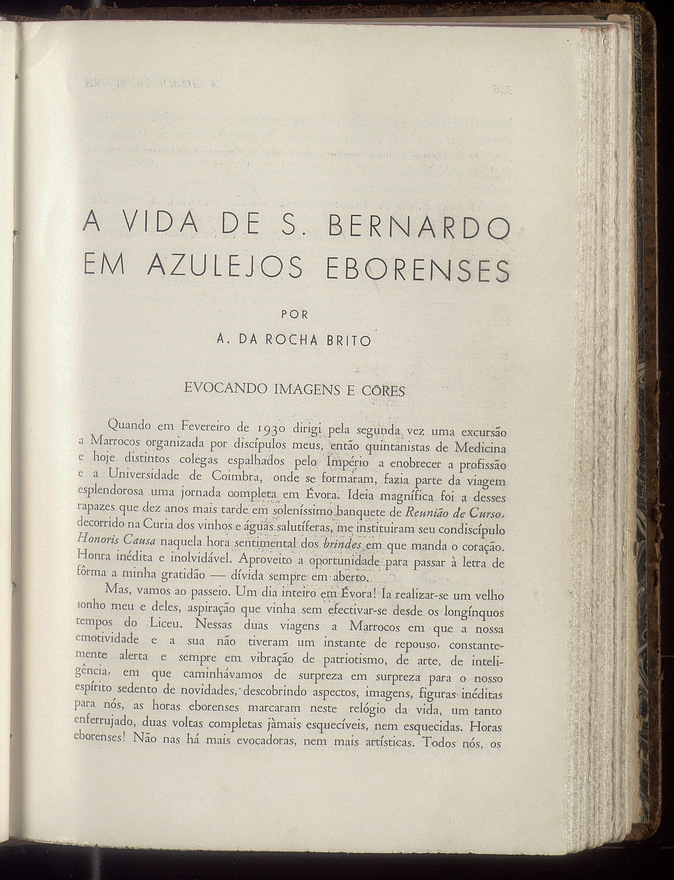 A VIDA DE S. BERNARDO
EM AZULEJOS EBORENSES
POR
A. DA ROCHA BRITO
EVOCANDO IMAGENS E CÔRES
Quando em Fevereiro de 1930 dirigi pela segunda vez uma excursão
a Marrocos organizada por discípulos meus, então quintanistas de Medicina
e hoje distintos colegas espalhados pelo Império a enobrecer a profissão
e a Universidade de Coimbra, onde se formaram, fazia parte da viagem
esplendorosa uma jornada completa em Évora. Ideia magnífica foi a desses
rapazes que dez anos mais tarde em soleníssimo banquete de Reunião de Curso,
decorrido na Curia dos vinhos e águas salutíferas, me instituiram seu condiscípulo
Honoris Causa naquela hora sentimental dos brindes em que manda o coração.
Honra inédita e inolvidável. Aproveito a oportunidade para passar à letra de
fôrma a minha gratidão — dívida sempre em aberto.
Mas, vamos ao passeio. Um dia inteiro em Évora! Ia realizar-se um velho
sonho meu e deles, aspiração que vinha sem efectivar-se desde os longínquos
tempos do Liceu. Nessas duas viagens a Marrocos em que a nossa
emotividade e a sua não tiveram um instante de repouso, constante-
mente alerta e sempre em vibração de patriotismo, de arte, de inteli-
gência, em que caminhávamos de surpreza em surpreza para o nosso
espírito sedento de novidades, descobrindo aspectos, imagens, figuras inéditas
para nós, as horas eborenses marcaram neste relógio da vida, um tanto
enferrujado, duas voltas completas jàmais esquecíveis, nem esquecidas. Horas
eborenses! Não nas há mais evocadoras, nem mais artísticas. Todos nós, os